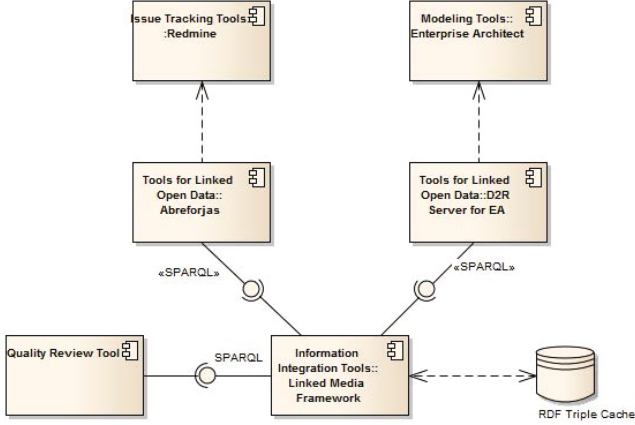 Issue Tracking Tools:
:Redmine
Modeling Tools::
Enterprise Architect
Tools for Linked
Open Data::
Abreforjas
Tools for Linked
Open Data::D2R
Server for EA
«SPARQL»
«SPARQL»
Quality Review Tool
SPARQL
Information
Integration Tools::
Linked Media
Framework
RDF Triple Cache